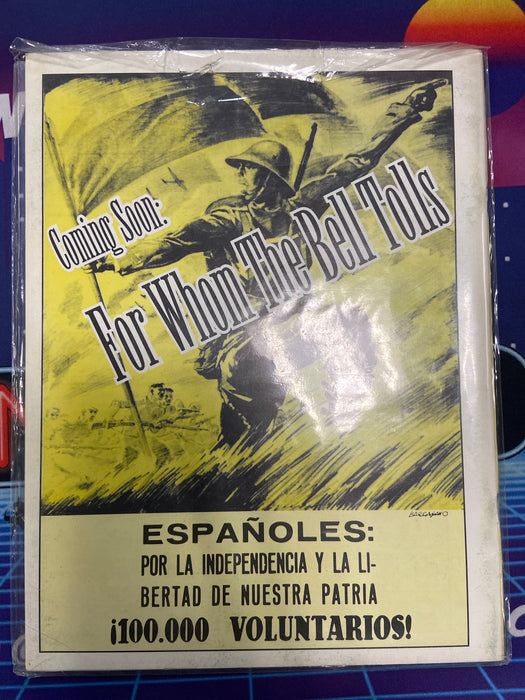 Coming Soon:
For Whom The Bell Tolls
ESPAÑOLES:
POR LA INDEPENDENCIA Y LA LI-
BERTAD DE NUESTRA PATRIA
¡100.000 VOLUNTARIOS!